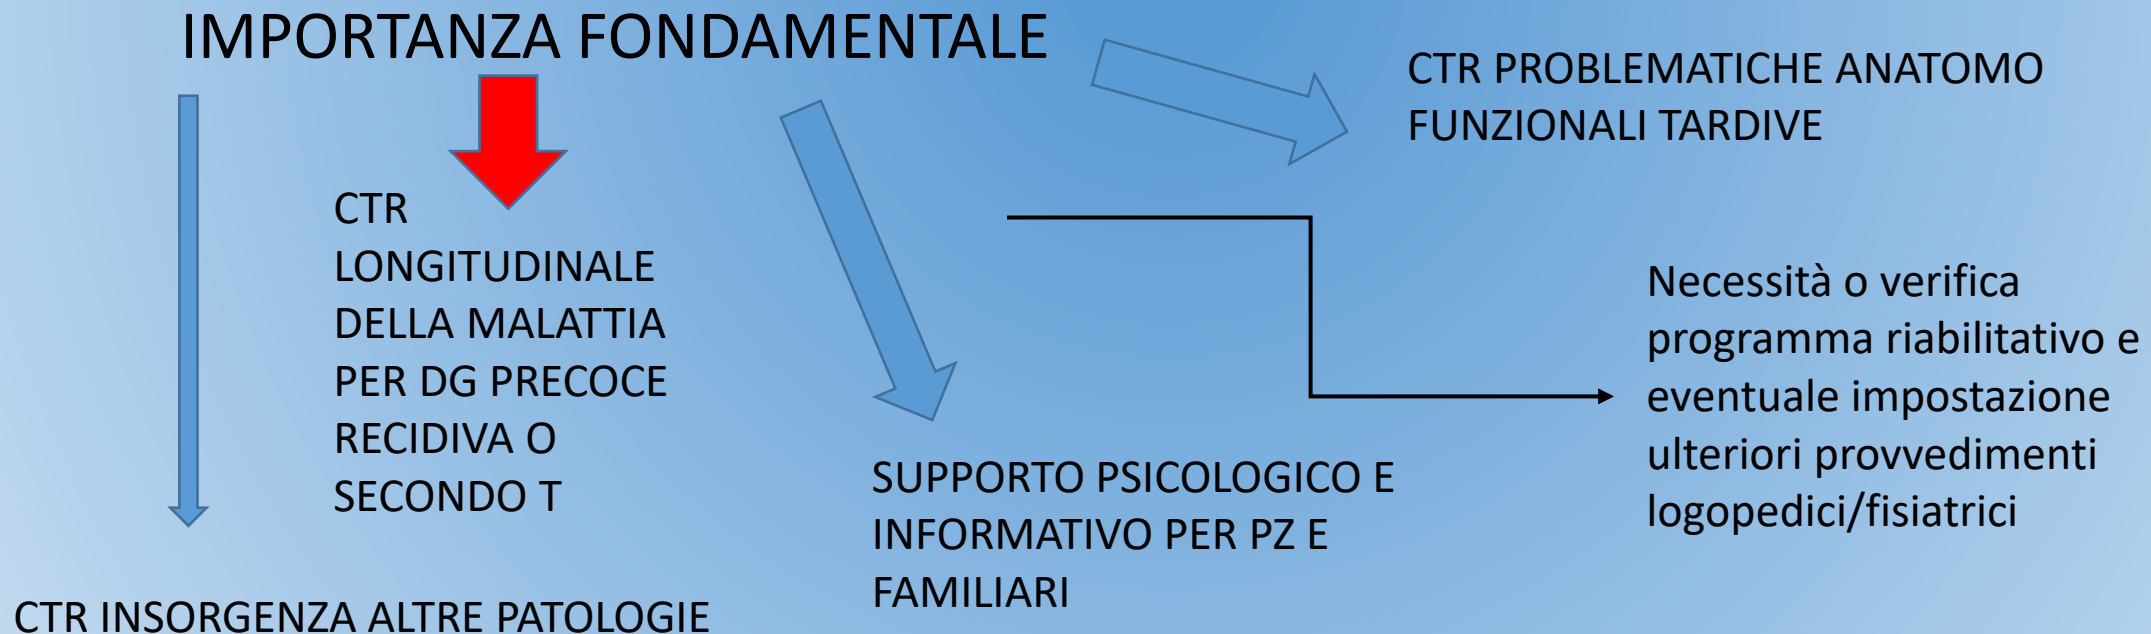 IMPORTANZA FONDAMENTALE
CTR PROBLEMATICHE ANATOMO
FUNZIONALI TARDIVE
CTR
LONGITUDINALE
DELLA MALATTIA
PER DG PRECOCE
RECIDIVA O
SECONDO T
Necessità o verifica
programma riabilitativo e
eventuale impostazione
ulteriori provvedimenti
logopedici/fisiatrici
SUPPORTO PSICOLOGICO E
INFORMATIVO PER PZ E
FAMILIARI
CTR INSORGENZA ALTRE PATOLOGIE